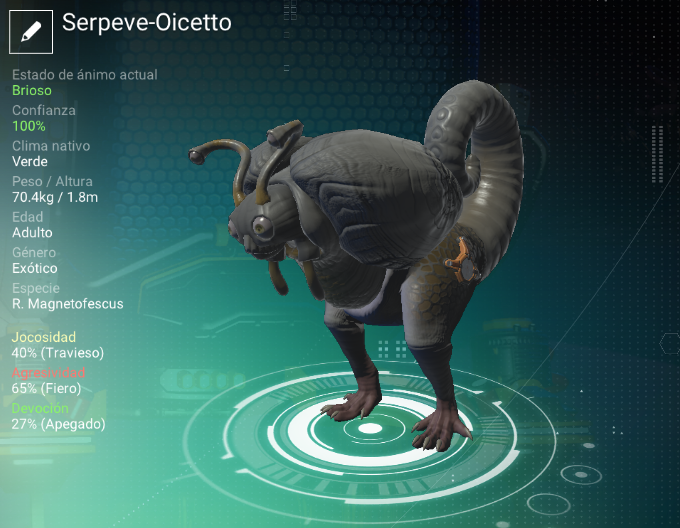 Serpeve-Oicetto
Estado de ánimo actual
Brioso
Confianza
100%
Clima nativo
Verde
Peso / Altura
70.4kg / 1.8m
Edad
Adulto
Género
Exótico
Especie
R. Magnetofescus
Jocosidad
40% (Travieso)
Agresividad
65% (Fiero)
Devoción
27% (Apegado)